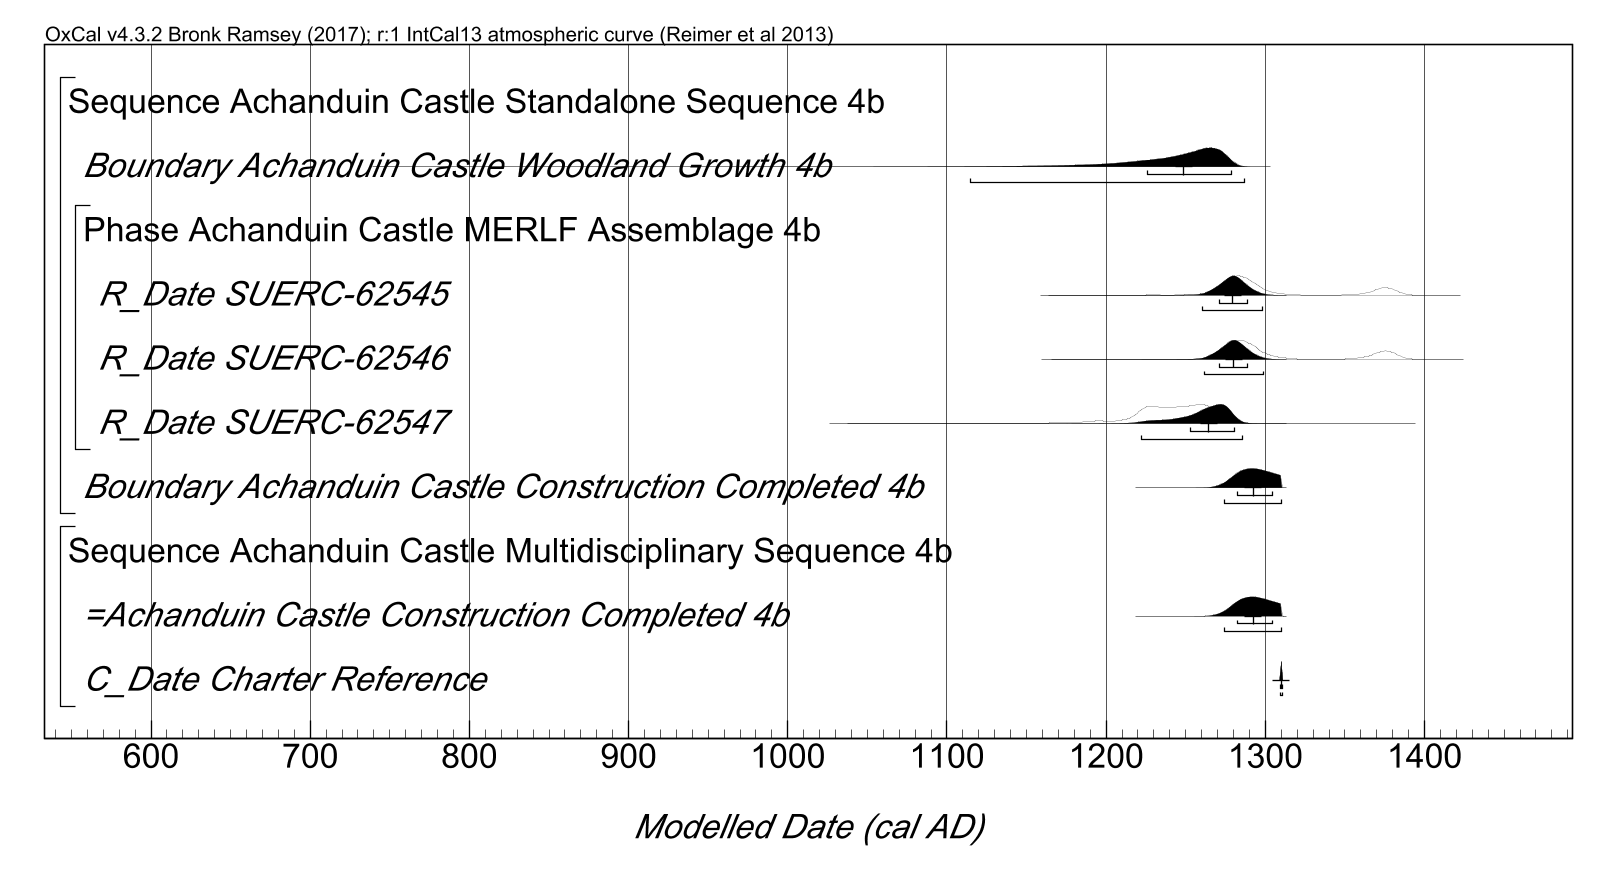 OxCal v4.3.2 Bronk Ramsey (2017); r:1 IntCal13 atmospheric curve (Reimer et al 2013)
Sequence Achanduin Castle Standalone Sequence 4b
Boundary Achanduin Castle Woodland Growth 4b
Phase Achanduin Castle MERLF Assemblage 4b
R_Date SUERC-62545
R_Date SUERC-62546
R_Date SUERC-62547
Boundary Achanduin Castle Construction Completed 4b
Sequence Achanduin Castle Multidisciplinary Sequence 4b
=Achanduin Castle Construction Completed 4b
C_Date Charter Reference
600 700 800 900 1000 1100 1200 1300 1400
Modelled Date (cal AD)